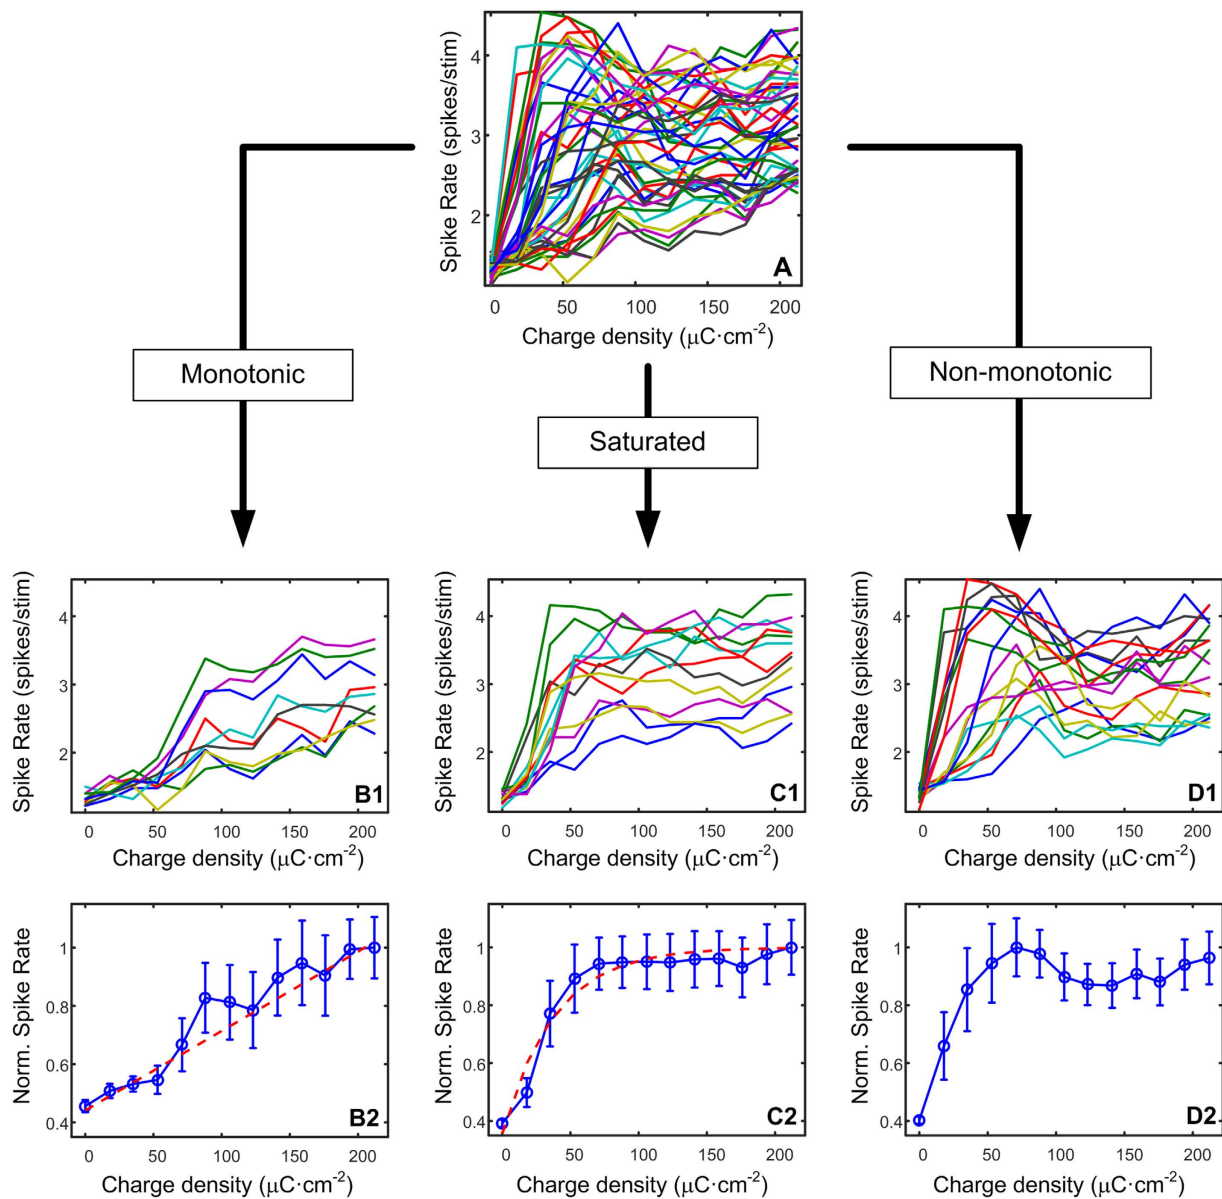 Spike Rate (spikes/stim)
4
3
2
A
0 50 100 150 200
Charge density (μC·cm⁻²)
Monotonic
Saturated
Non-monotonic
Spike Rate (spikes/stim)
4
3
2
B1
0 50 100 150 200
Charge density (μC·cm⁻²)
Spike Rate (spikes/stim)
4
3
2
C1
0 50 100 150 200
Charge density (μC·cm⁻²)
Spike Rate (spikes/stim)
4
3
2
D1
0 50 100 150 200
Charge density (μC·cm⁻²)
Norm. Spike Rate
1
0.8
0.6
0.4
B2
0 50 100 150 200
Charge density (μC·cm⁻²)
Norm. Spike Rate
1
0.8
0.6
0.4
C2
0 50 100 150 200
Charge density (μC·cm⁻²)
Norm. Spike Rate
1
0.8
0.6
0.4
D2
0 50 100 150 200
Charge density (μC·cm⁻²)